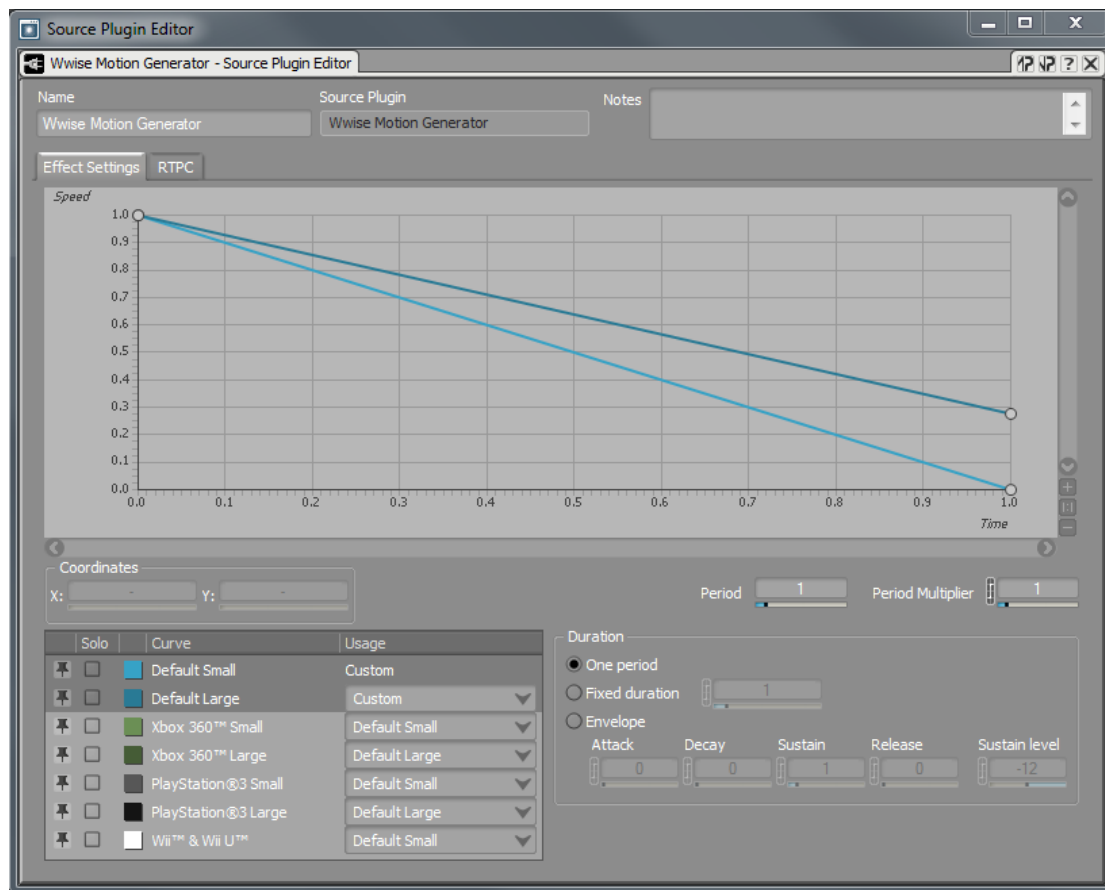 Source Plugin Editor
Wwise Motion Generator - Source Plugin Editor
Name Source Plugin Notes
Wwise Motion Generator Wwise Motion Generator
Effect Settings RTPC
Speed
1.0
0.9
0.8
0.7
0.6
0.5
0.4
0.3
0.2
0.1
0.0
0.0 0.1 0.2 0.3 0.4 0.5 0.6 0.7 0.8 0.9 1.0
Time
Coordinates
X: - Y: - Period 1 Period Multiplier 1
Solo Curve Usage
Default Small Custom
Default Large Custom
Xbox 360™ Small Default Small
Xbox 360™ Large Default Large
PlayStation®3 Small Default Small
PlayStation®3 Large Default Large
Wii™ & Wii U™ Default Small
Duration
One period
Fixed duration 1
Envelope
Attack Decay Sustain Release Sustain level
0 0 1 0 -12